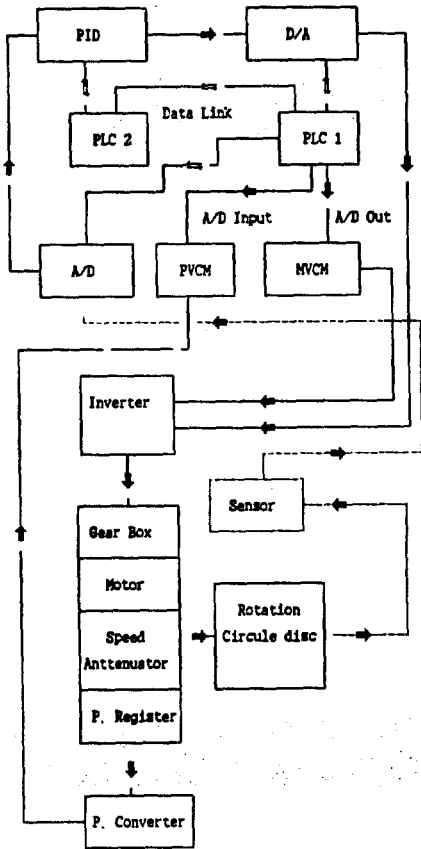 PID
D/A
Data Link
PLC 2
PLC 1
A/D Input
A/D Out
A/D
PVCM
MVCM
Inverter
Sensor
Gear Box
Motor
Speed
Anttenuator
P. Register
Rotation
Circule disc
P. Converter